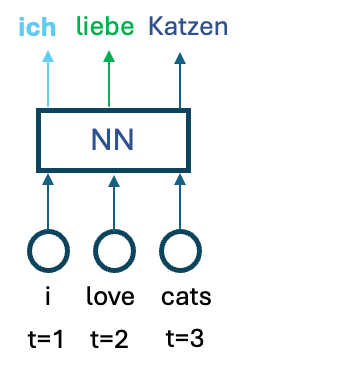 ich liebe Katzen
NN
i love cats
t=1 t=2 t=3